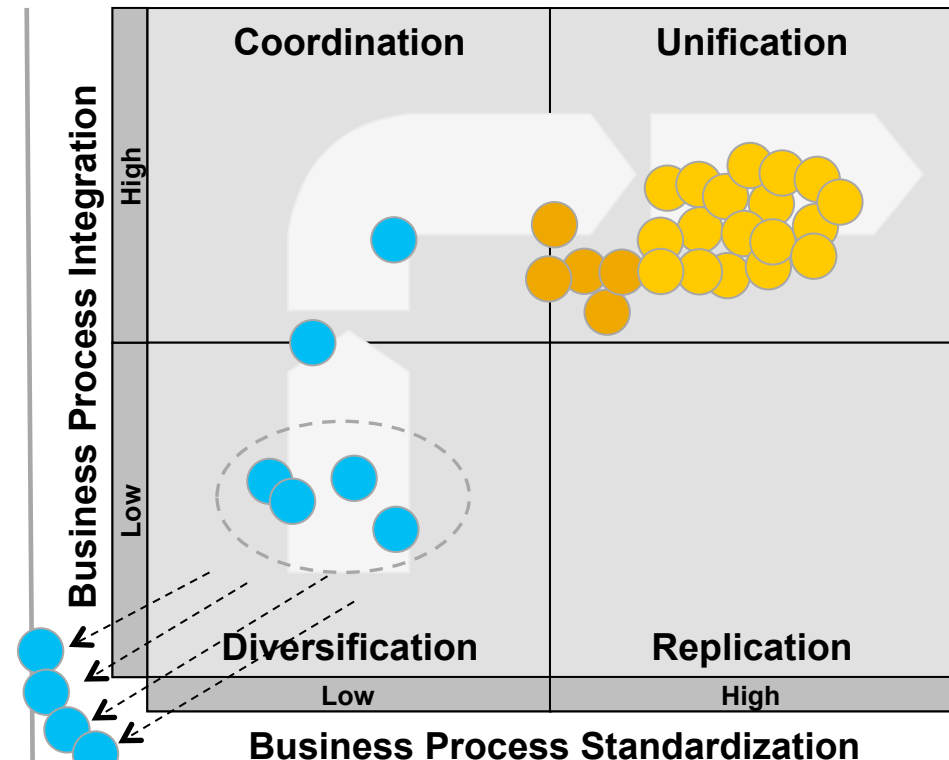 Coordination
Unification
Business Process Integration
High
Low
Diversification
Replication
Low
High
Business Process Standardization